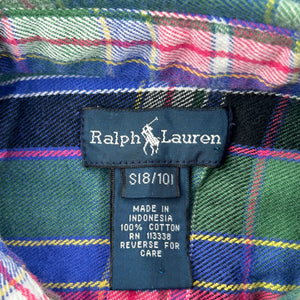 Ralph Lauren
S(8/10)
MADE IN
INDONESIA
100% COTTON
RN 113338
REVERSE FOR
CARE